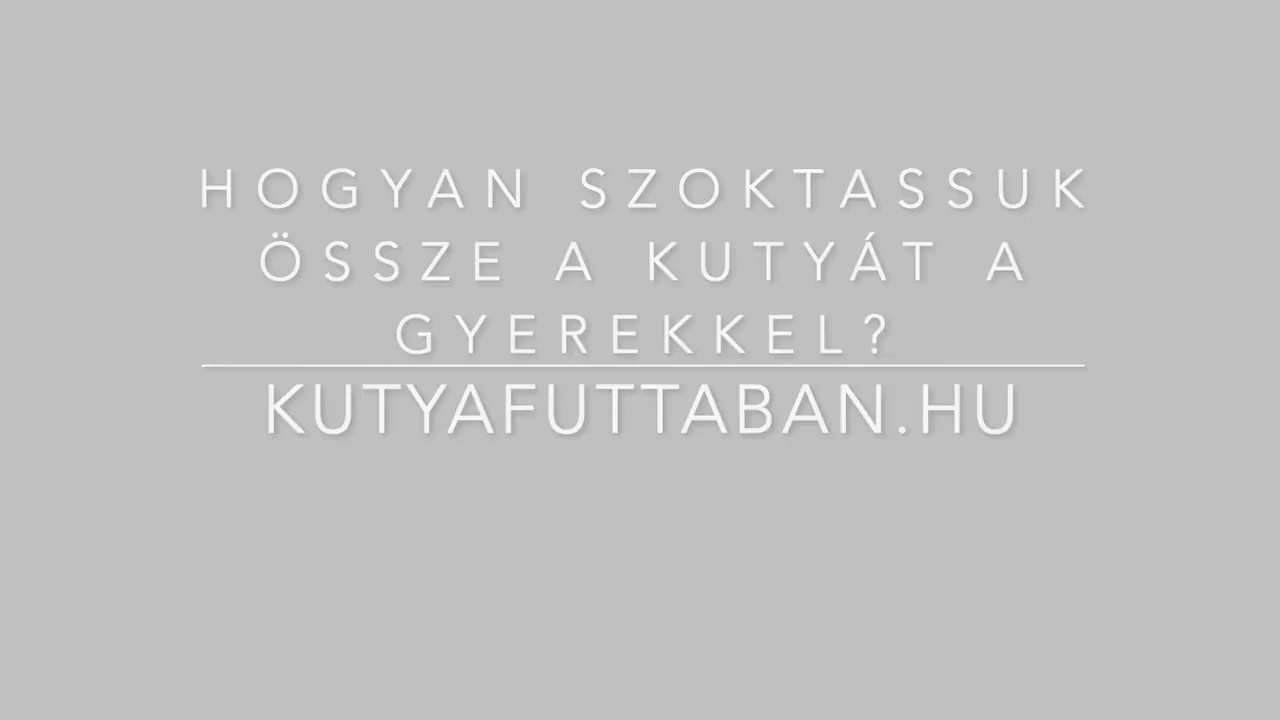 HOGYAN SZOKTASSUK
ÖSSZE A KUTYÁT A
GYEREKKEL?
KUTYAFUTTABAN.HU